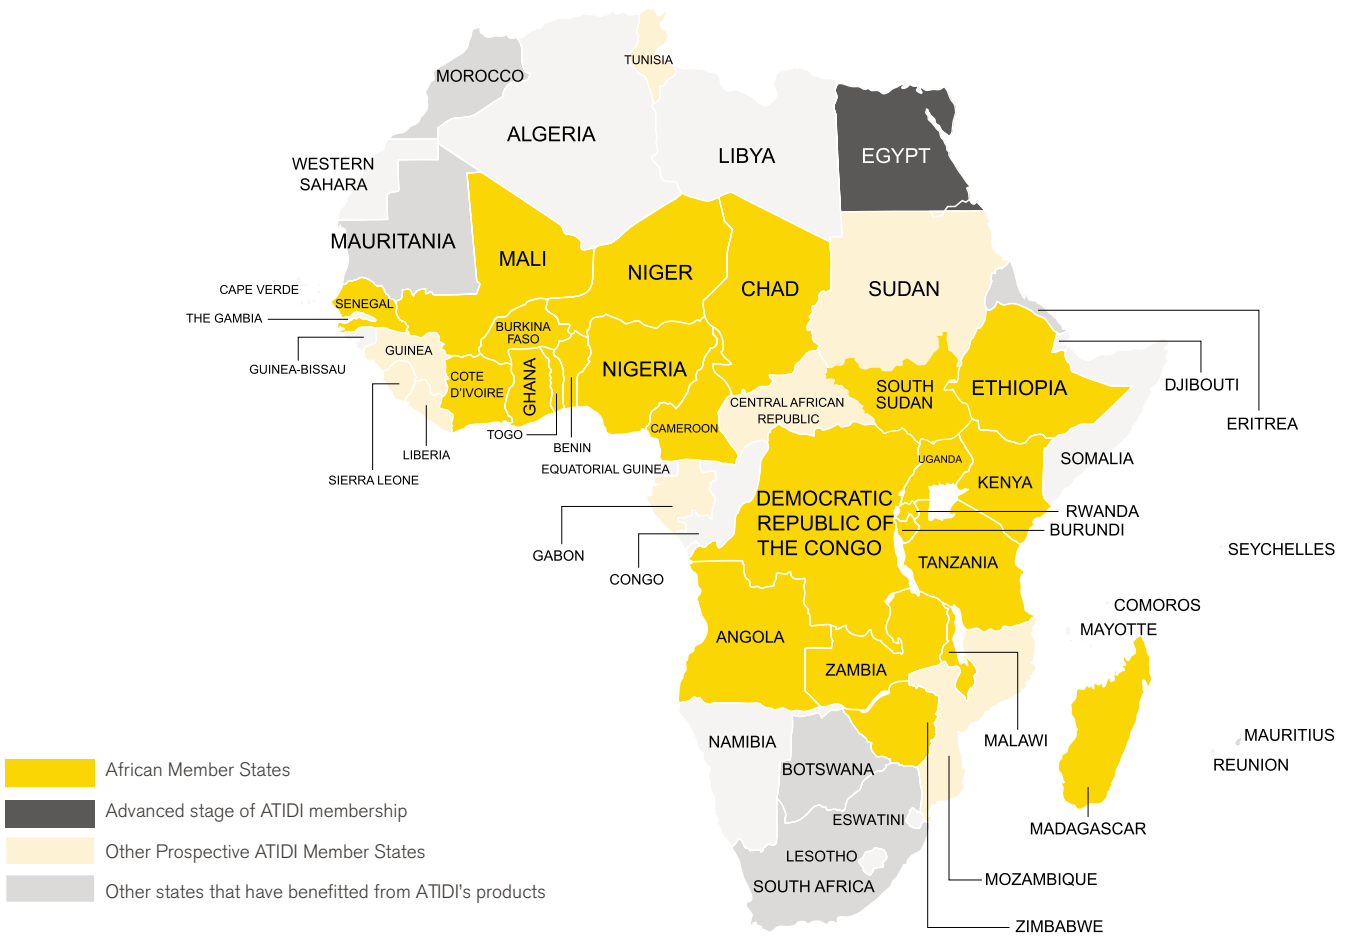 TUNISIA
MOROCCO
ALGERIA
LIBYA
EGYPT
WESTERN
SAHARA
MAURITANIA
MALI
NIGER
CHAD
SUDAN
CAPE VERDE
SENEGAL
THE GAMBIA
BURKINA
FASO
GUINEA
GUINEA-BISSAU
NIGERIA
COTE
D'IVOIRE
GHANA
SOUTH
SUDAN
ETHIOPIA
DJIBOUTI
ERITREA
CENTRAL AFRICAN
REPUBLIC
CAMEROON
TOGO
BENIN
LIBERIA
EQUATORIAL GUINEA
SIERRA LEONE
UGANDA
KENYA
SOMALIA
DEMOCRATIC
REPUBLIC OF
THE CONGO
RWANDA
BURUNDI
GABON
CONGO
TANZANIA
SEYCHELLES
COMOROS
MAYOTTE
ANGOLA
ZAMBIA
MALAWI
NAMIBIA
BOTSWANA
MAURITIUS
REUNION
ESWATINI
MADAGASCAR
LESOTHO
SOUTH AFRICA
MOZAMBIQUE
ZIMBABWE
African Member States
Advanced stage of ATIDI membership
Other Prospective ATIDI Member States
Other states that have benefitted from ATIDI's products